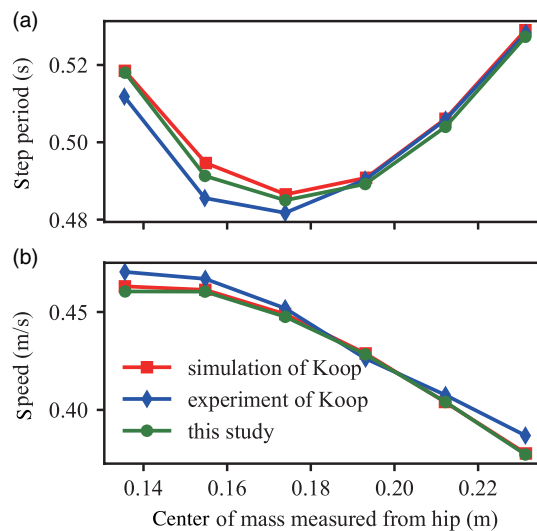 (a)
Step period (s)
0.52
0.50
0.48
(b)
Speed (m/s)
0.45
0.40
simulation of Koop
experiment of Koop
this study
0.14 0.16 0.18 0.20 0.22
Center of mass measured from hip (m)